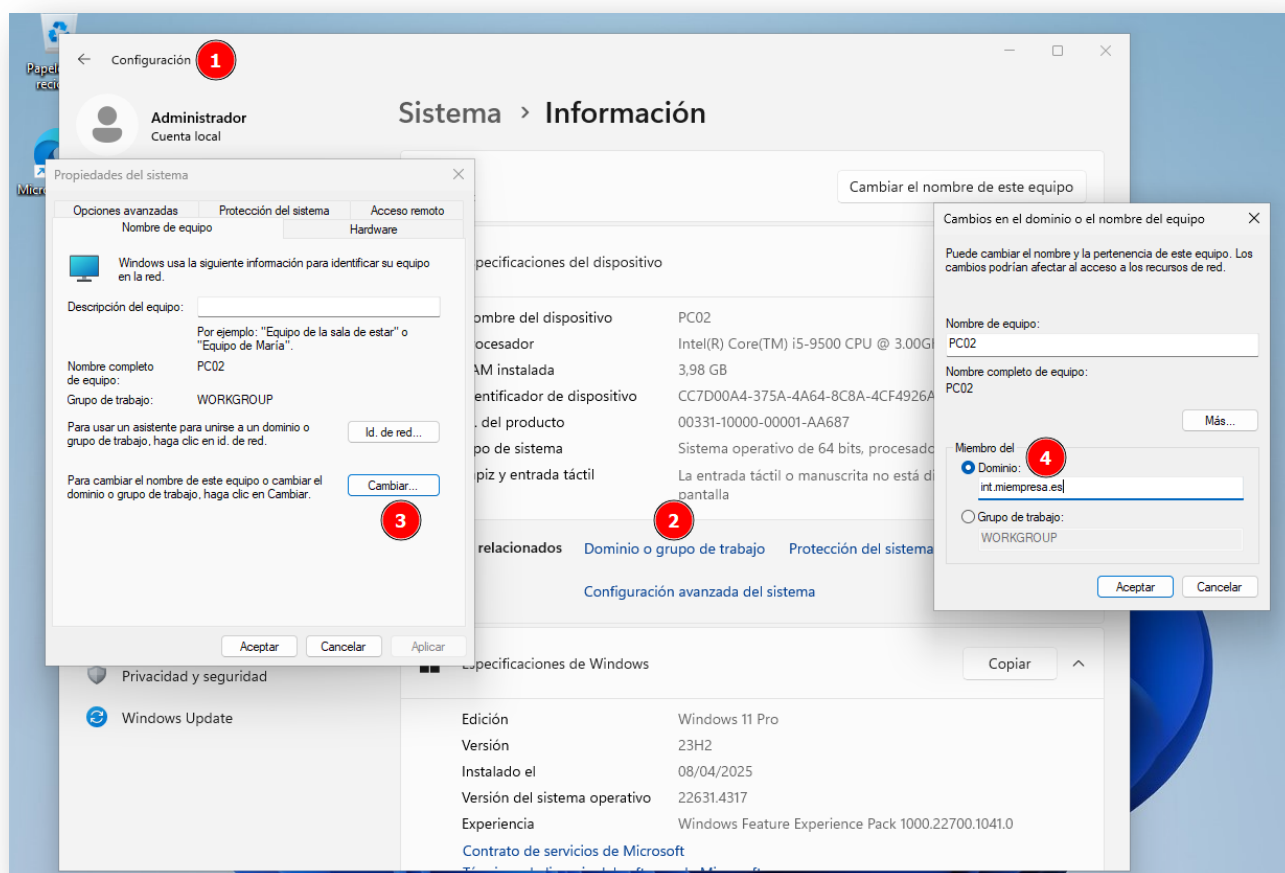 Papel
recic
Micro
Configuración
1
Administrador
Cuenta local
Sistema > Información
Cambiar el nombre de este equipo
Propiedades del sistema
Opciones avanzadas
Protección del sistema
Acceso remoto
Nombre de equipo
Hardware
Windows usa la siguiente información para identificar su equipo
en la red.
Descripción del equipo:
Por ejemplo: "Equipo de la sala de estar" o
"Equipo de María".
Nombre completo
de equipo:
PC02
Grupo de trabajo:
WORKGROUP
Para usar un asistente para unirse a un dominio o
grupo de trabajo, haga clic en id. de red.
Id. de red...
Para cambiar el nombre de este equipo o cambiar el
dominio o grupo de trabajo, haga clic en Cambiar.
Cambiar...
3
Aceptar
Cancelar
Aplicar
pecificaciones del dispositivo
ombre del dispositivo
PC02
ocesador
Intel(R) Core(TM) i5-9500 CPU @ 3.00G
AM instalada
3,98 GB
entificador de dispositivo
CC7D00A4-375A-4A64-8C8A-4CF4926A
. del producto
00331-10000-00001-AA687
po de sistema
Sistema operativo de 64 bits, procesado
piz y entrada táctil
La entrada táctil o manuscrita no está di
pantalla
2
relacionados
Dominio o grupo de trabajo
Protección del sistema
Configuración avanzada del sistema
Cambios en el dominio o el nombre del equipo
Puede cambiar el nombre y la pertenencia de este equipo. Los
cambios podrían afectar al acceso a los recursos de red.
Nombre de equipo:
PC02
Nombre completo de equipo:
PC02
Más...
Miembro del
4
Dominio:
int.miempresa.es
Grupo de trabajo:
WORKGROUP
Aceptar
Cancelar
Privacidad y seguridad
Windows Update
specificaciones de Windows
Copiar
Edición
Windows 11 Pro
Versión
23H2
Instalado el
08/04/2025
Versión del sistema operativo
22631.4317
Experiencia
Windows Feature Experience Pack 1000.22700.1041.0
Contrato de servicios de Microsoft